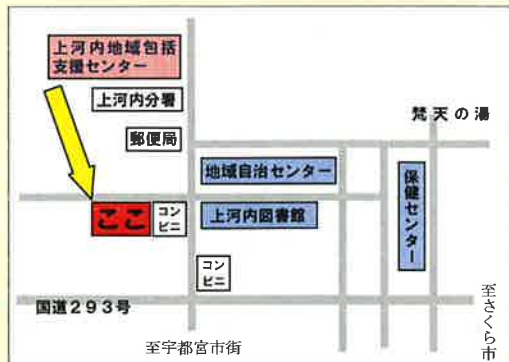 上河内地域包括
支援センター
上河内分署
郵便局
梵天の湯
地域自治センター
保健センター
ここ
コン
ビニ
上河内図書館
コン
ビニ
国道293号
至さくら市
至宇都宮市街